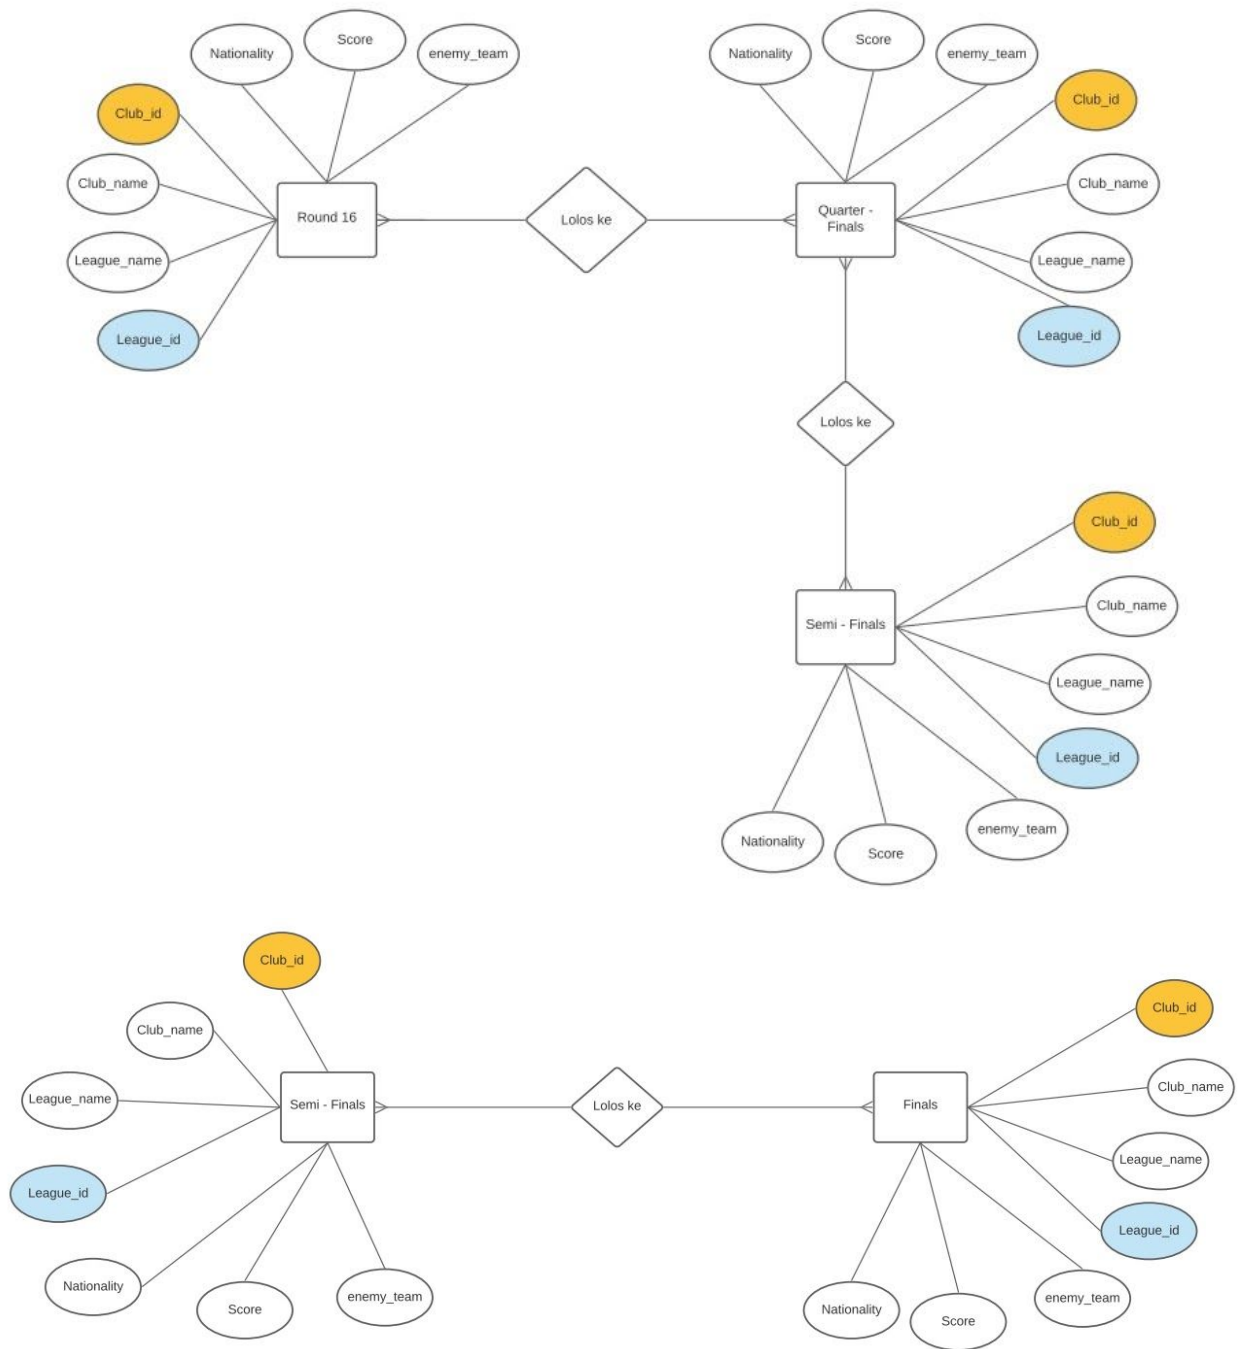 Nationality
Score
enemy_team
Club_id
Club_name
League_name
League_id
Round 16
Lolos ke
Nationality
Score
enemy_team
Club_id
Club_name
League_name
League_id
Quarter -
Finals
Lolos ke
Semi - Finals
Club_id
Club_name
League_name
League_id
Nationality
Score
enemy_team
Club_id
Club_name
League_name
League_id
Nationality
Score
enemy_team
Semi - Finals
Lolos ke
Finals
Club_id
Club_name
League_name
League_id
Nationality
Score
enemy_team